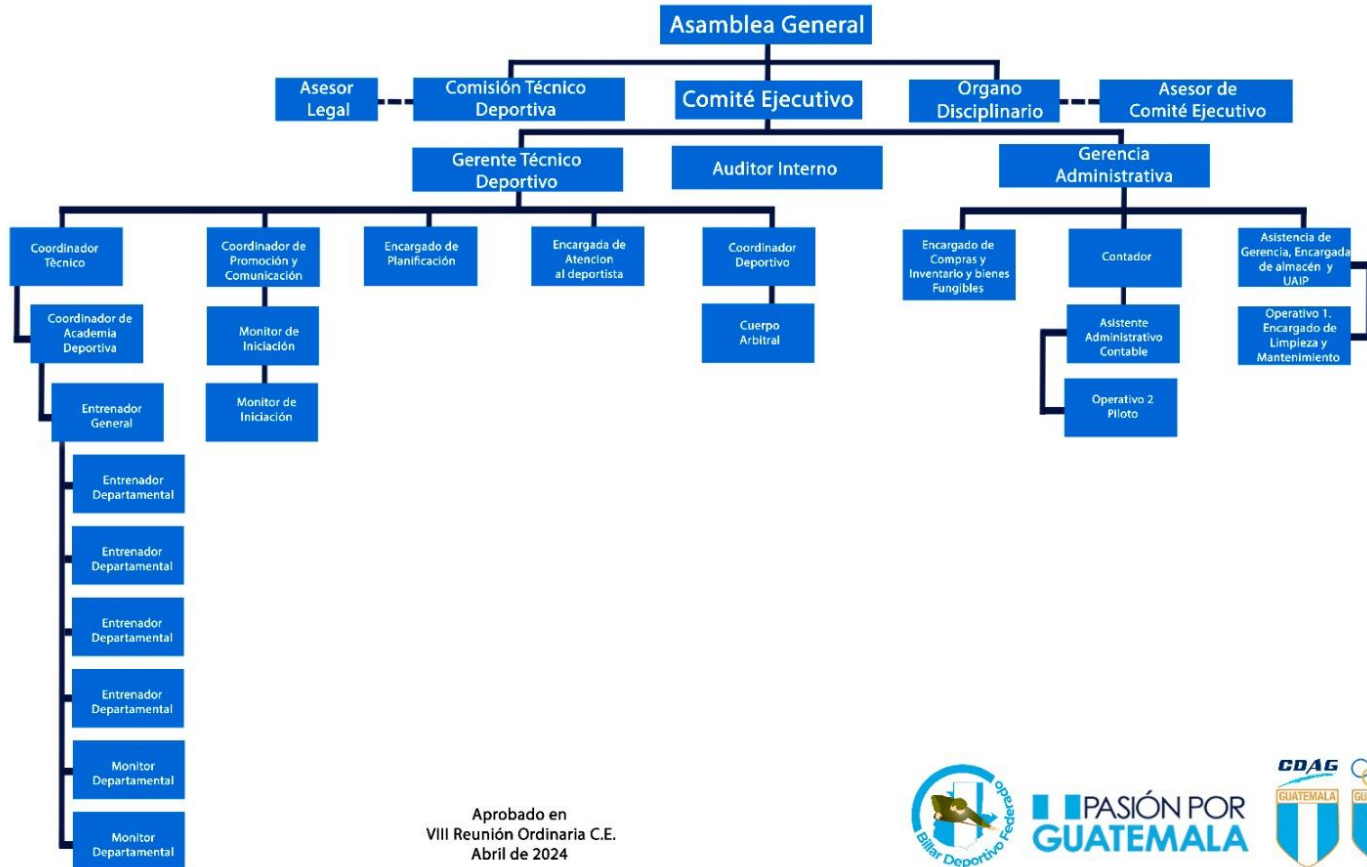 Asamblea General
Asesor
Legal
Comisión Técnico
Deportiva
Comité Ejecutivo
Organo
Disciplinario
Asesor de
Comité Ejecutivo
Gerente Técnico
Deportivo
Auditor Interno
Gerencia
Administrativa
Coordinador
Tècnico
Coordinador de
Promoción y
Comunicación
Encargado de
Planificación
Encargada de
Atencion
al deportista
Coordinador
Deportivo
Encargado de
Compras y
Inventario y bienes
Fungibles
Contador
Asistencia de
Gerencia, Encargada
de almacén y
UAIP
Coordinador de
Academia
Deportiva
Monitor de
Iniciación
Cuerpo
Arbitral
Asistente
Administrativo
Contable
Operativo 1.
Encargado de
Limpieza y
Mantenimiento
Entrenador
General
Monitor de
Iniciación
Operativo 2
Piloto
Entrenador
Departamental
Entrenador
Departamental
Entrenador
Departamental
Entrenador
Departamental
Monitor
Departamental
Monitor
Departamental
Aprobado en
VIII Reunión Ordinaria C.E.
Abril de 2024
Billar Deportivo Federado
PASIÓN POR
GUATEMALA
CDAG
GUATEMALA